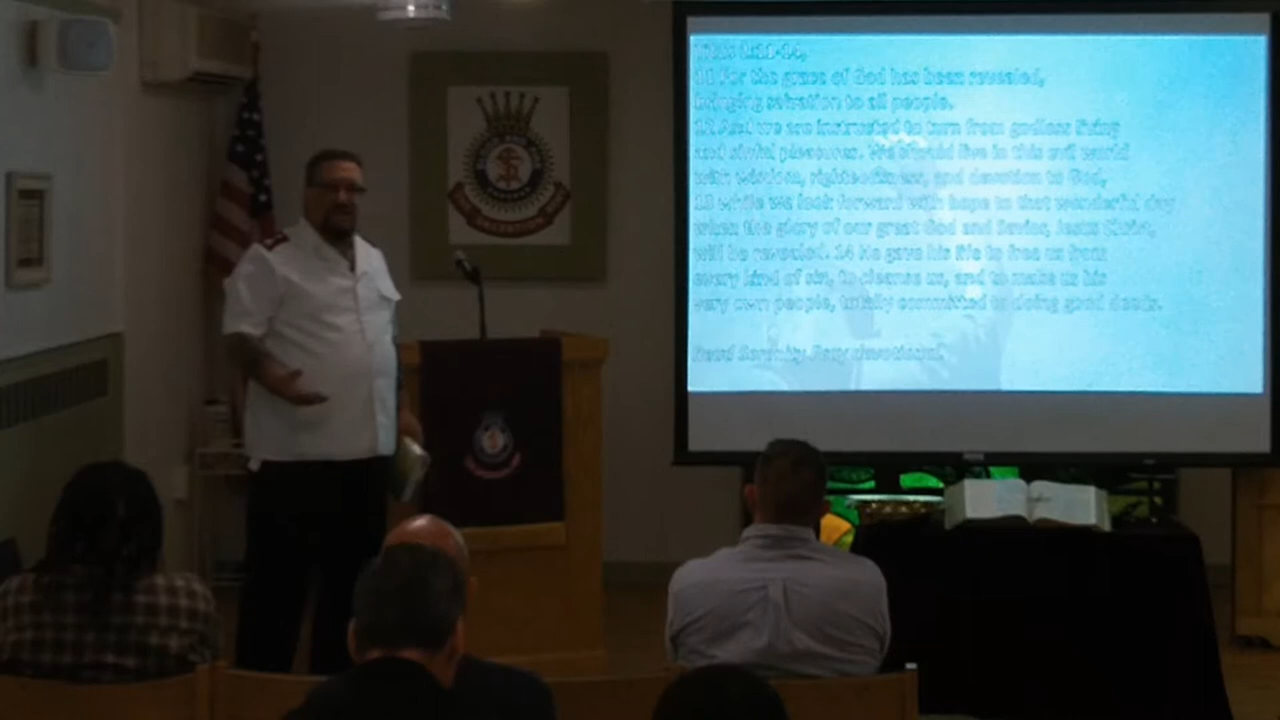 11 For the grace of God has been revealed,
bringing salvation to all people.
12 And we are instructed to turn from godless living
and sinful pleasures. We should live in this evil world
with wisdom, righteousness, and devotion to God,
13 while we look forward with hope to that wonderful day
when the glory of our great God and Savior, Jesus Christ,
will be revealed. 14 He gave his life to free us from
every kind of sin, to cleanse us, and to make us his
very own people, totally committed to doing good deeds.
Read Serenity Pray devotional.